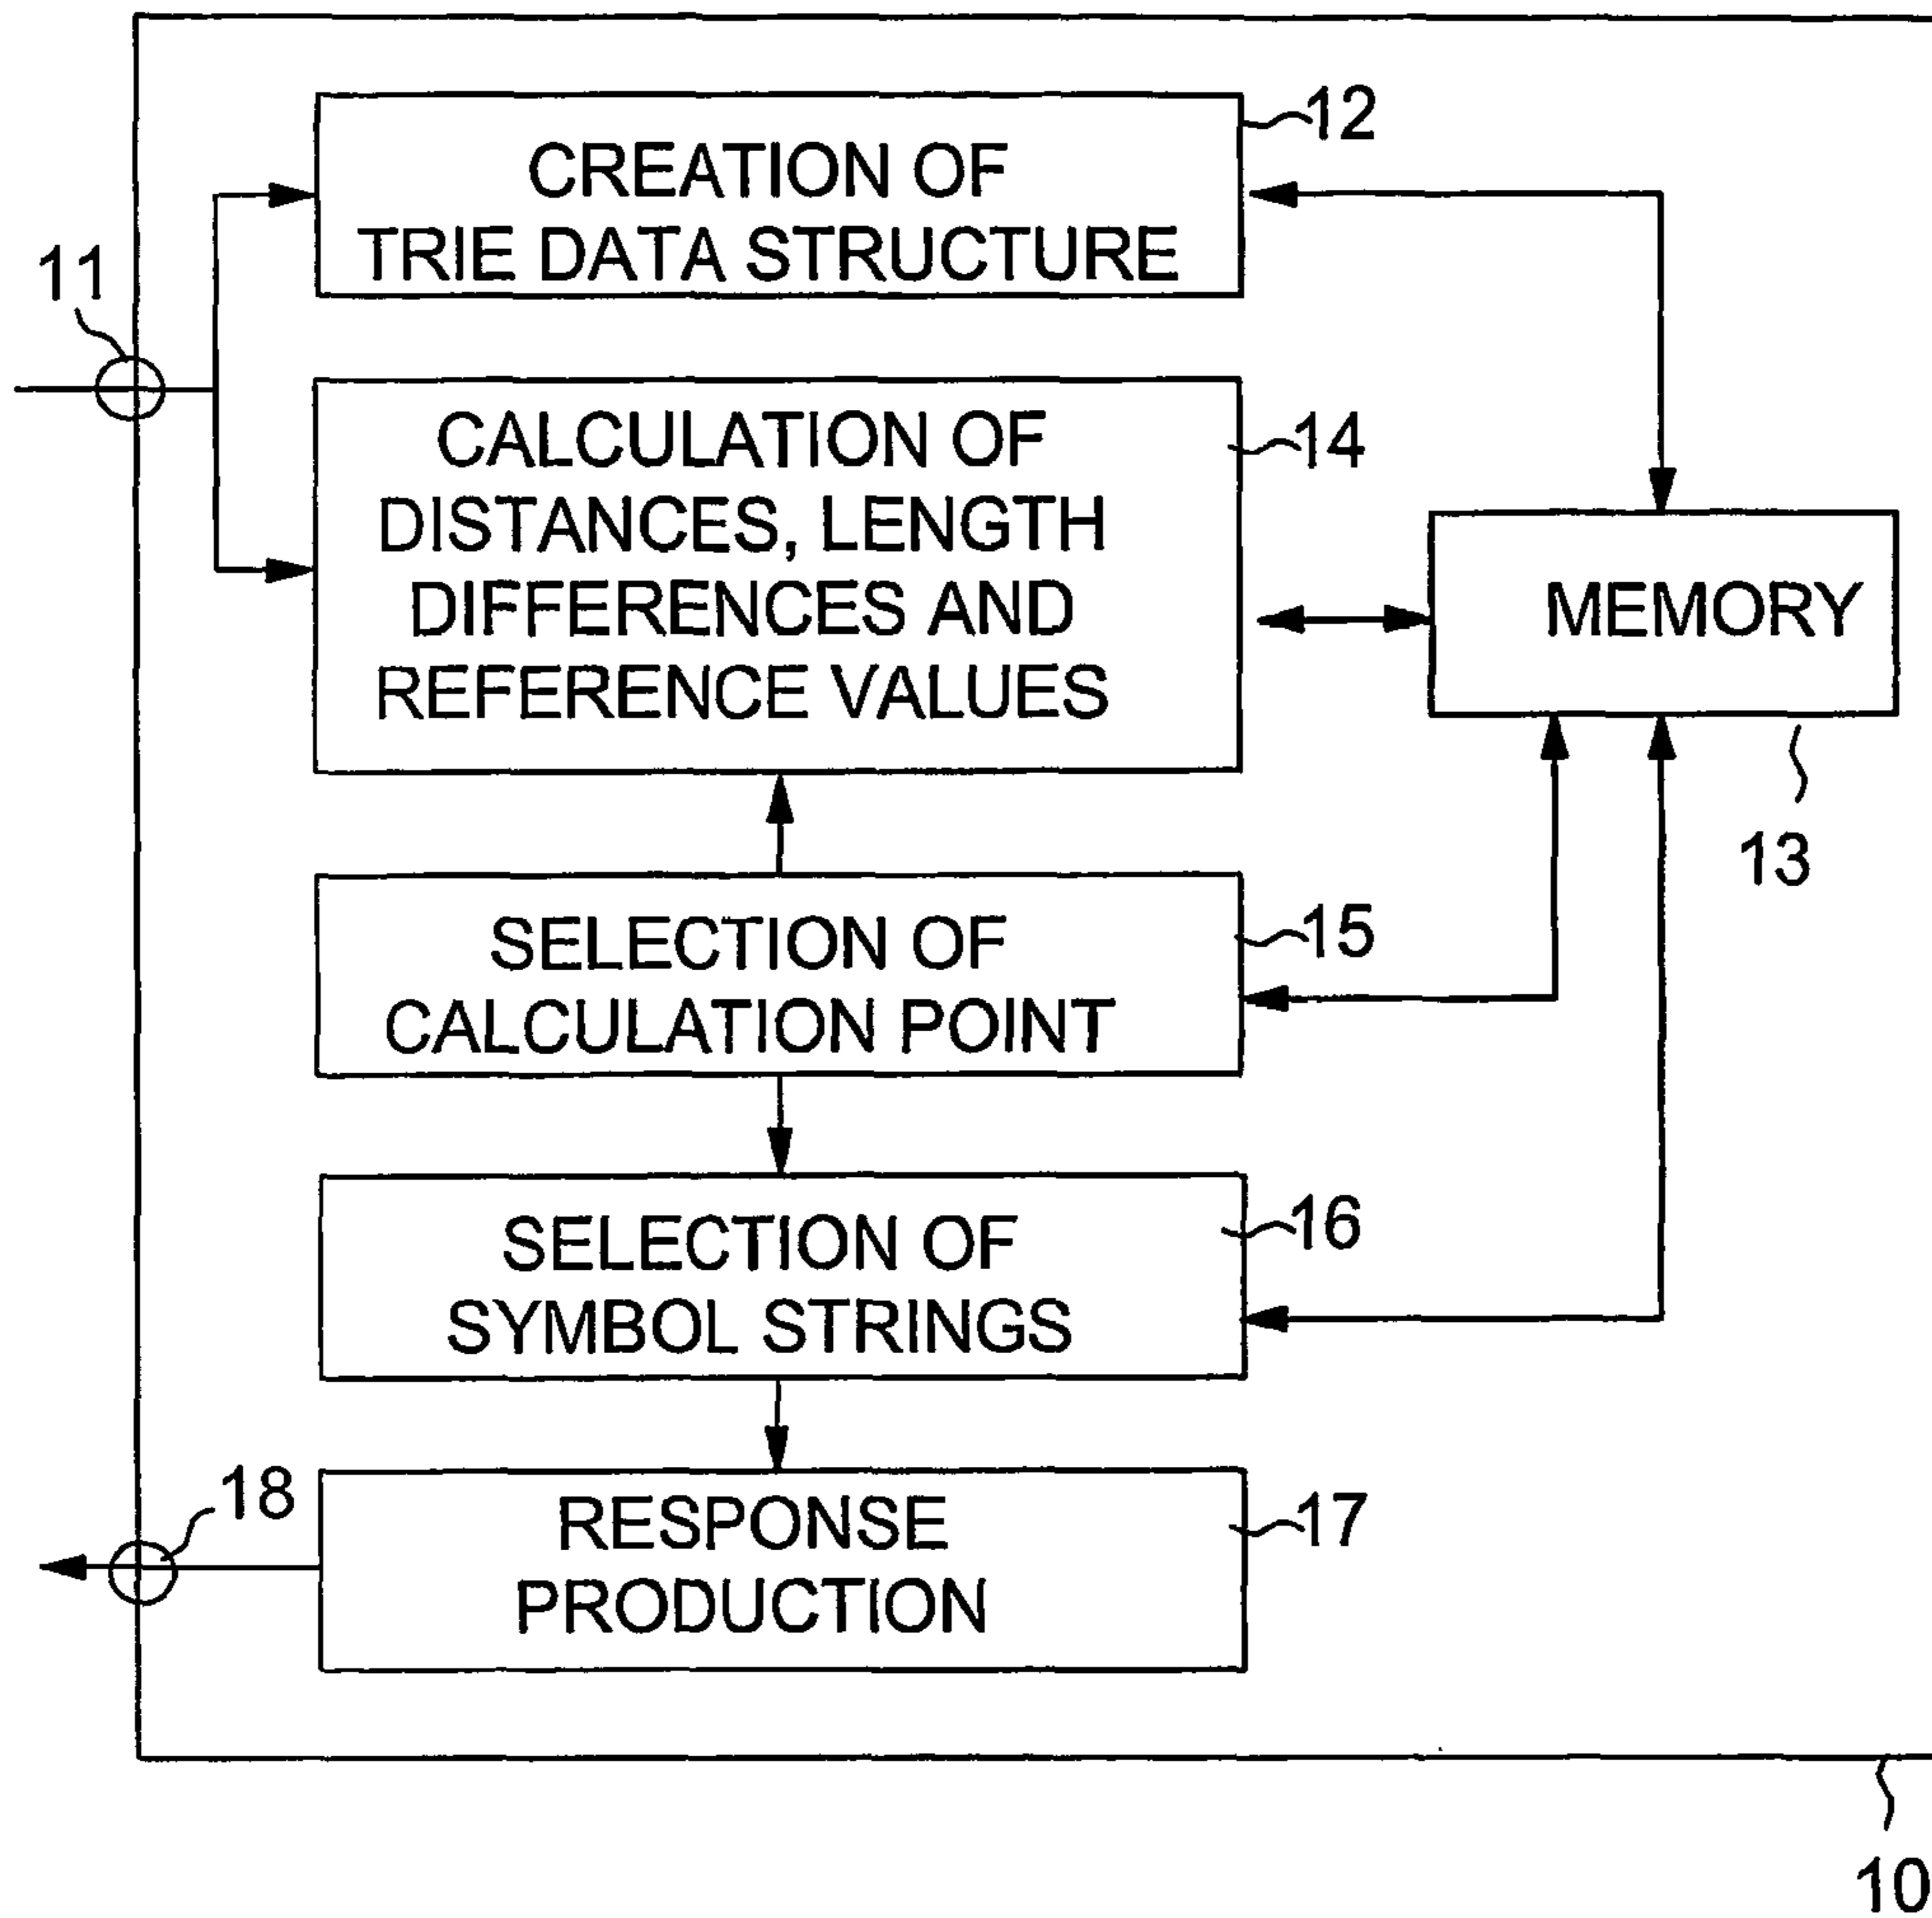 12
CREATION OF
TRIE DATA STRUCTURE
11
CALCULATION OF
DISTANCES, LENGTH
DIFFERENCES AND
REFERENCE VALUES
14
MEMORY
13
SELECTION OF
CALCULATION POINT
15
SELECTION OF
SYMBOL STRINGS
16
RESPONSE
PRODUCTION
17
18
10